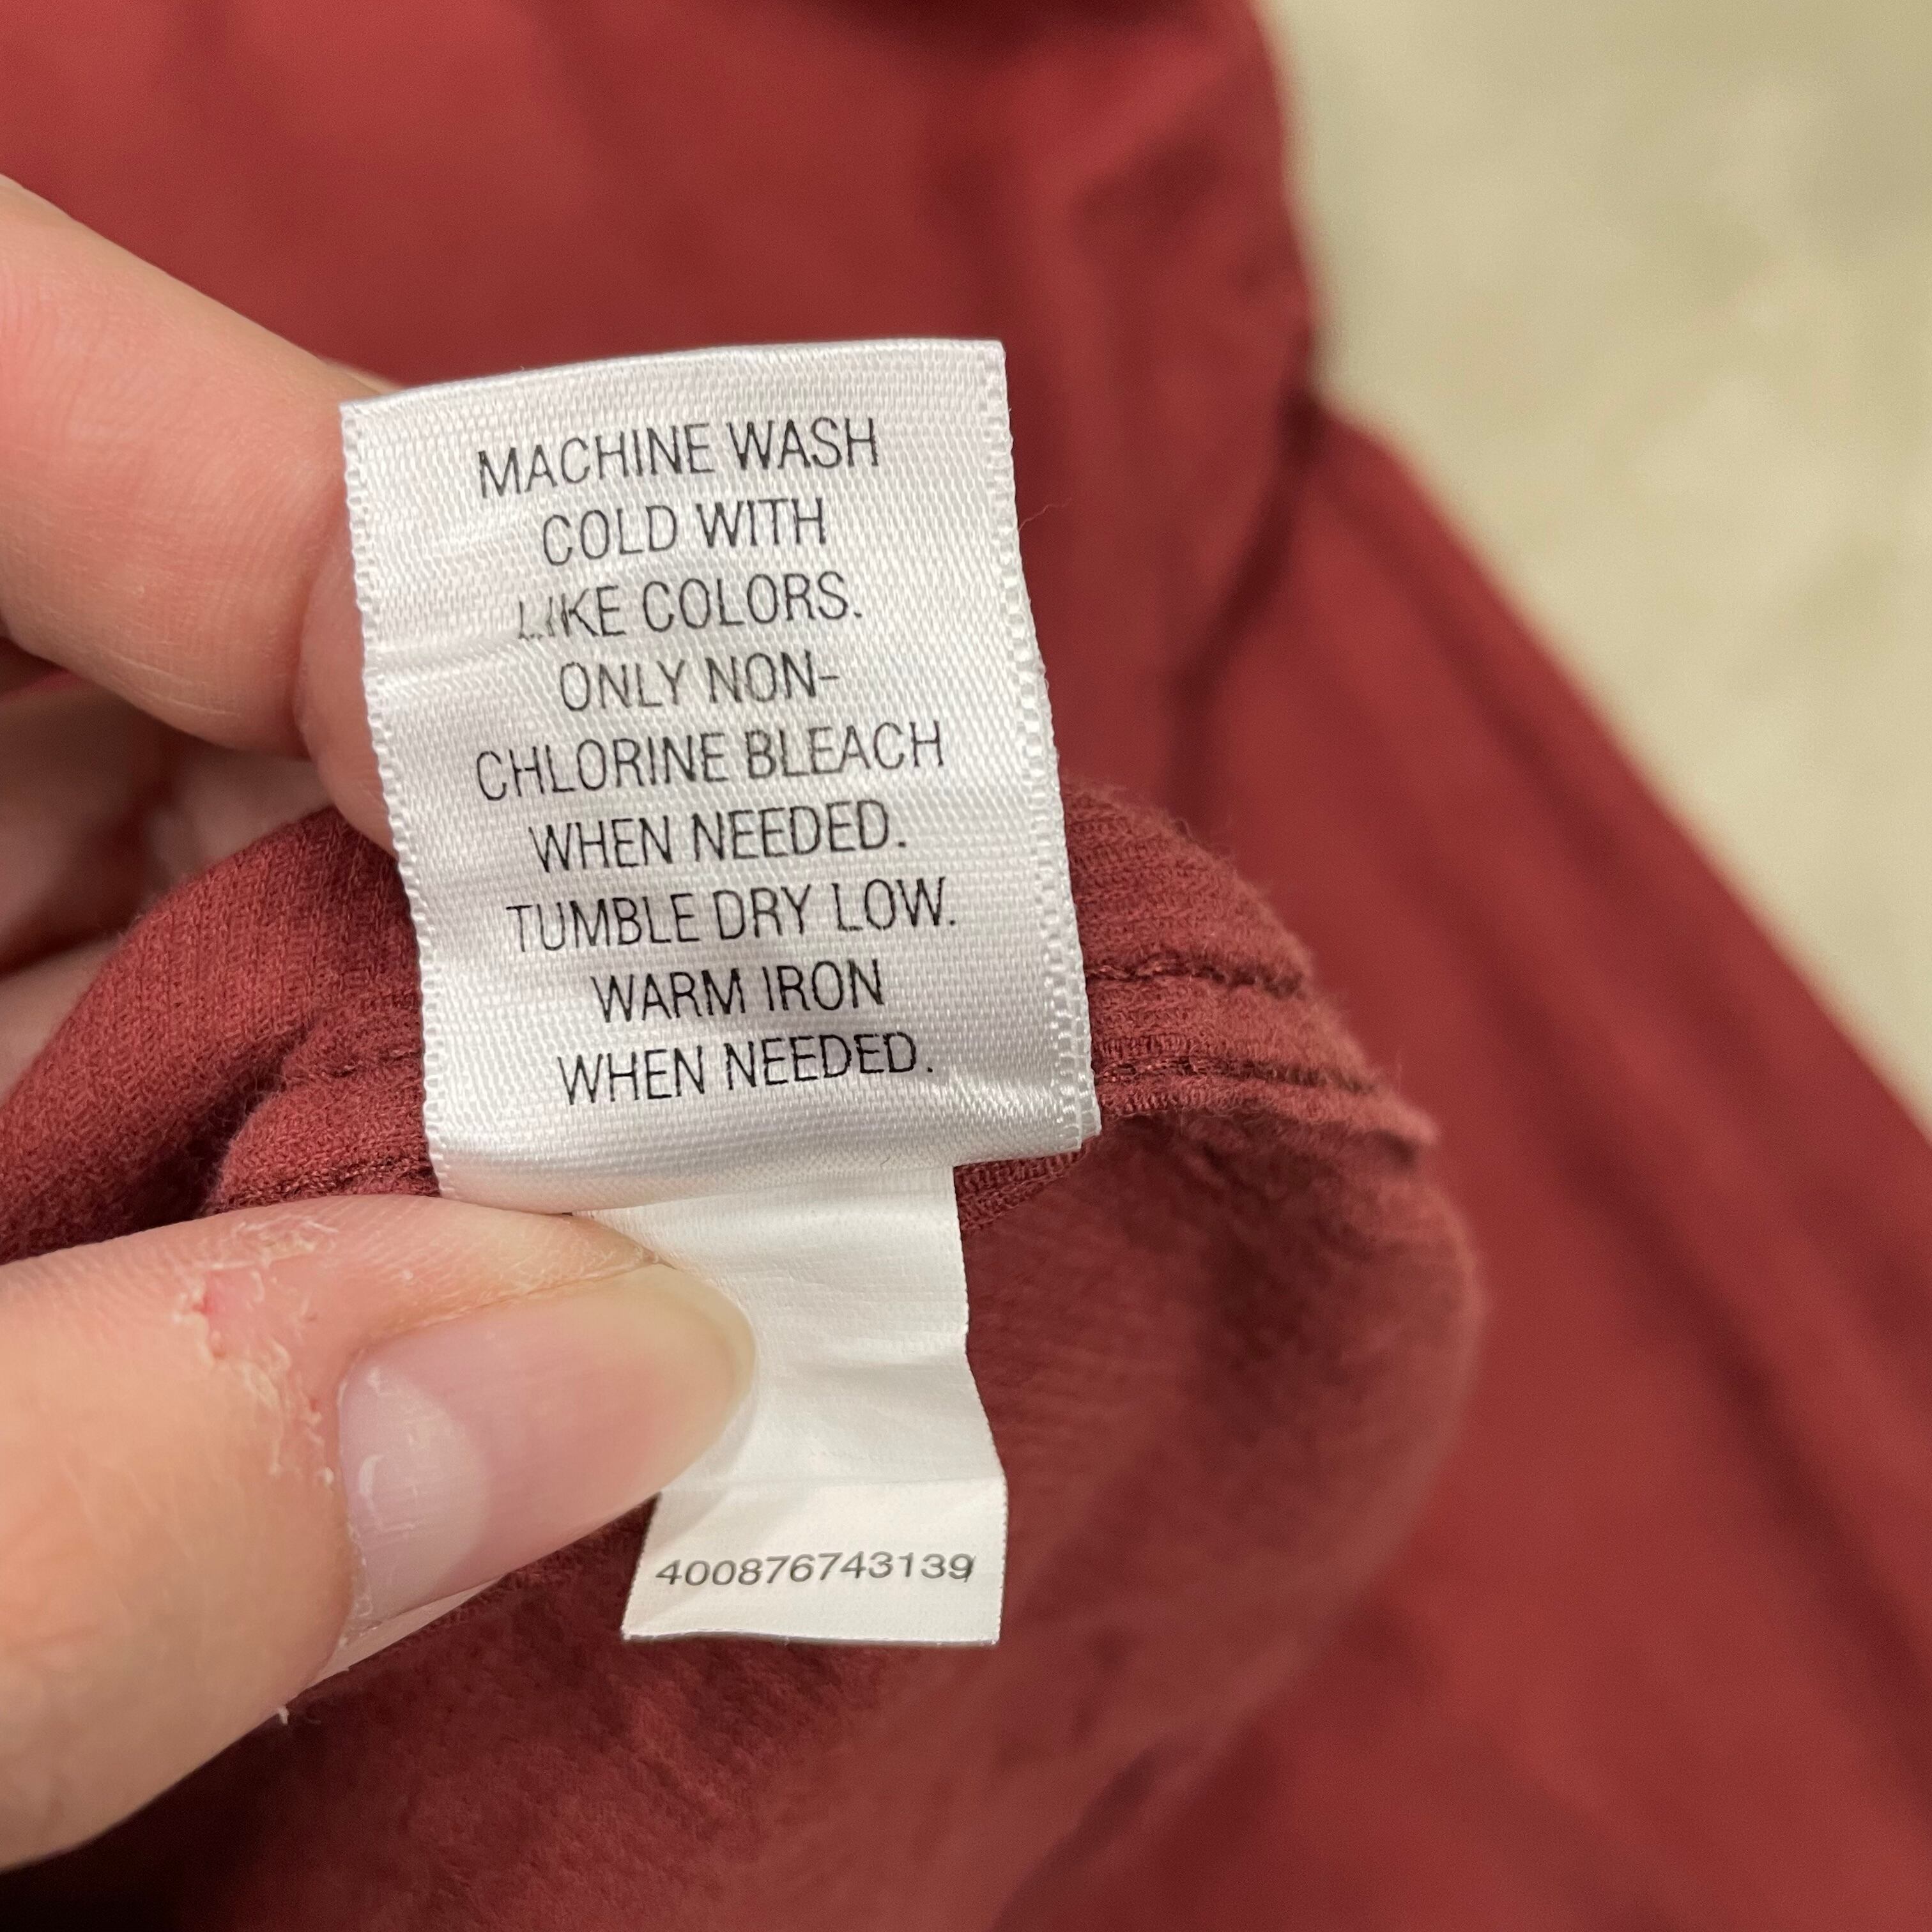 MACHINE WASH
COLD WITH
LIKE COLORS.
ONLY NON-
CHLORINE BLEACH
WHEN NEEDED.
TUMBLE DRY LOW.
WARM IRON
WHEN NEEDED.
400876743139